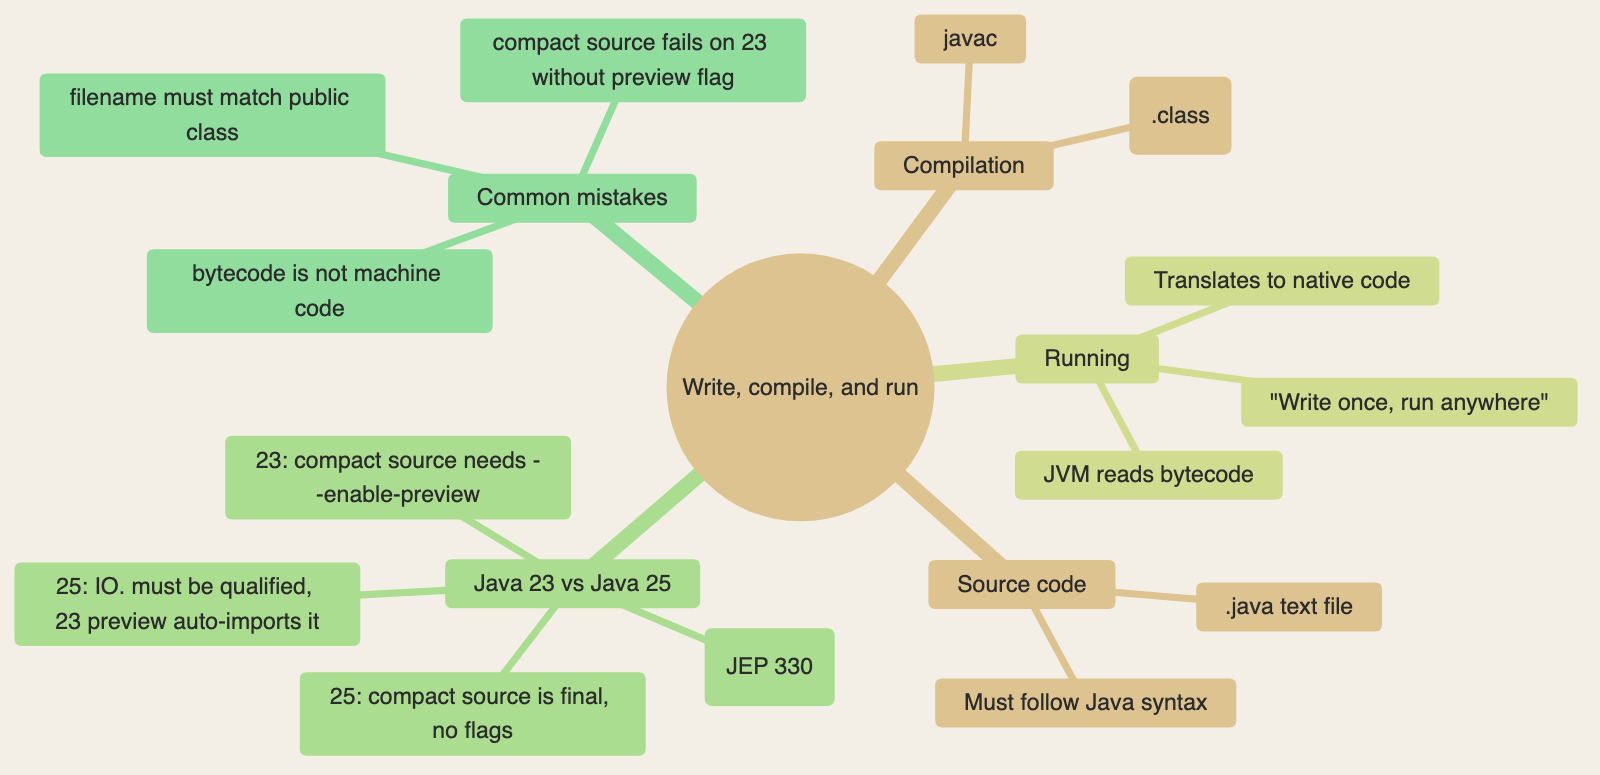 compact source fails on 23
without preview flag
javac
filename must match public
class
.class
Compilation
Common mistakes
bytecode is not machine
code
Translates to native code
Running
Write, compile, and run
"Write once, run anywhere"
JVM reads bytecode
23: compact source needs -
-enable-preview
Java 23 vs Java 25
25: IO. must be qualified,
23 preview auto-imports it
JEP 330
25: compact source is final,
no flags
Source code
.java text file
Must follow Java syntax